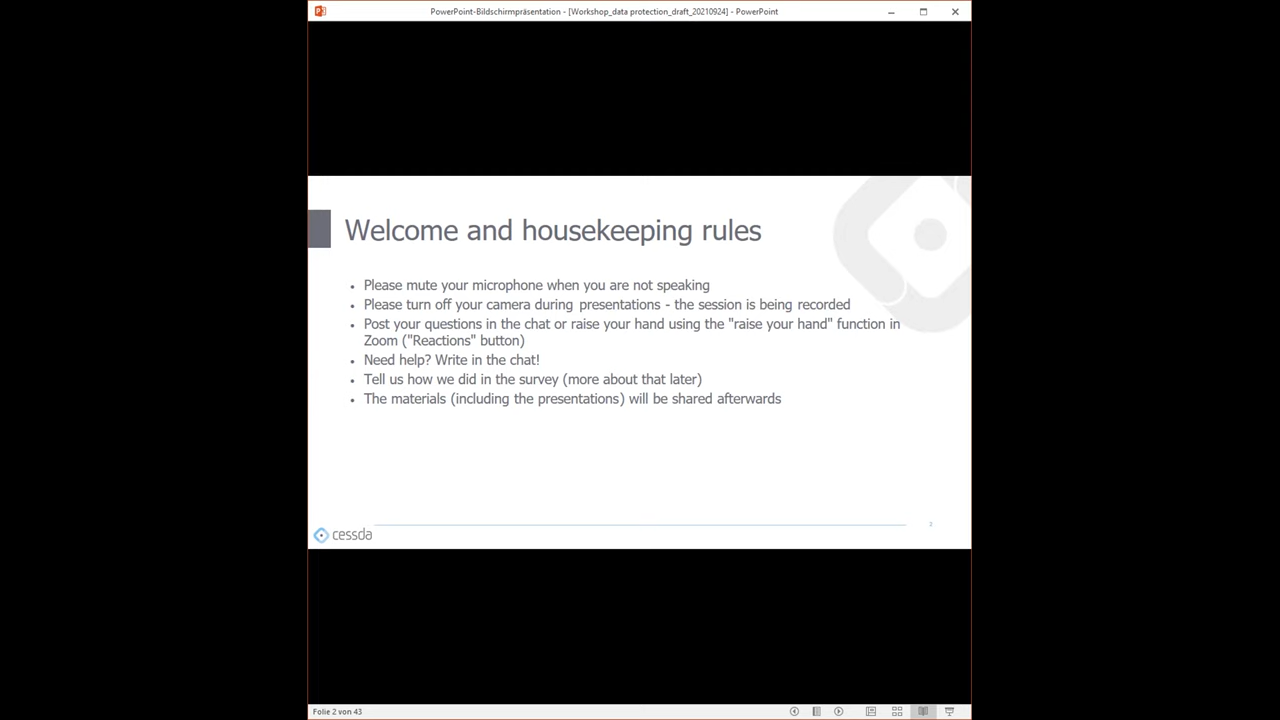 PowerPoint-Bildschirmpräsentation - [Workshop_data protection_draft_20210924] - PowerPoint
Welcome and housekeeping rules
• Please mute your microphone when you are not speaking
• Please turn off your camera during presentations - the session is being recorded
• Post your questions in the chat or raise your hand using the "raise your hand" function in
Zoom ("Reactions" button)
• Need help? Write in the chat!
• Tell us how we did in the survey (more about that later)
• The materials (including the presentations) will be shared afterwards
cessda
Folie 2 von 43